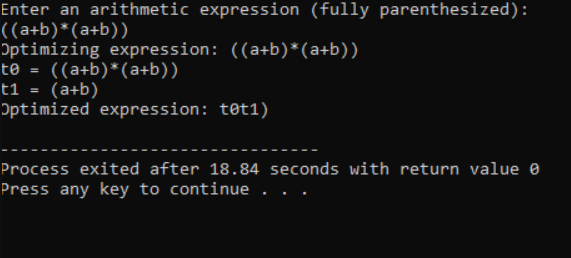 Enter an arithmetic expression (fully parenthesized):
((a+b)*(a+b))
Optimizing expression: ((a+b)*(a+b))
t0 = ((a+b)*(a+b))
t1 = (a+b)
Optimized expression: t0t1)
--------------------------------
Process exited after 18.84 seconds with return value 0
Press any key to continue . . .